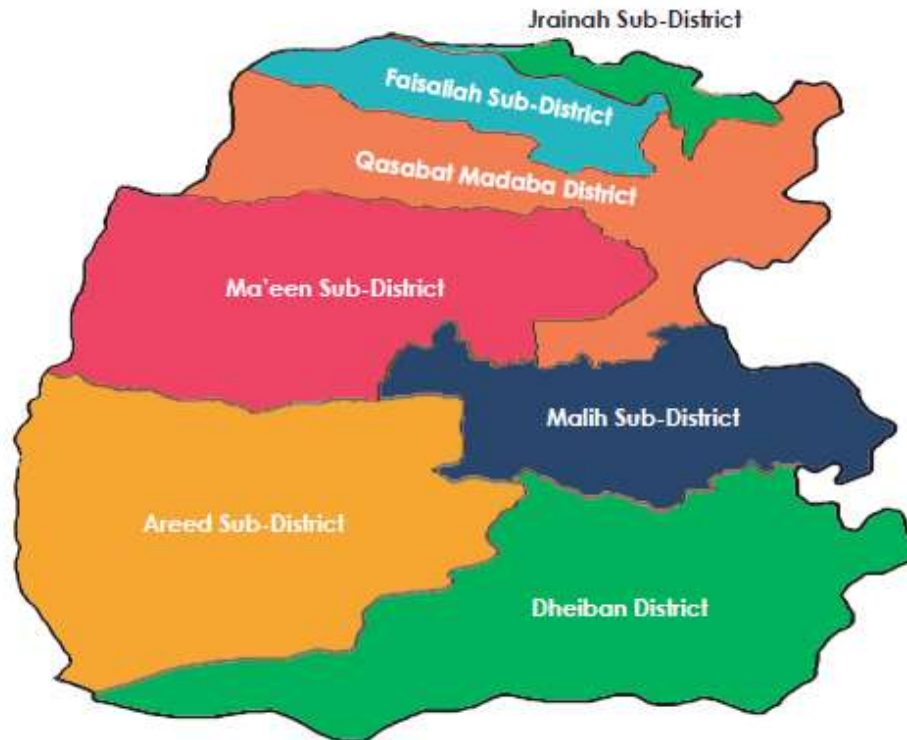 Jrainah Sub-District
Faisaliah Sub-District
Qasabat Madaba District
Ma'een Sub-District
Malih Sub-District
Areed Sub-District
Dheiban District